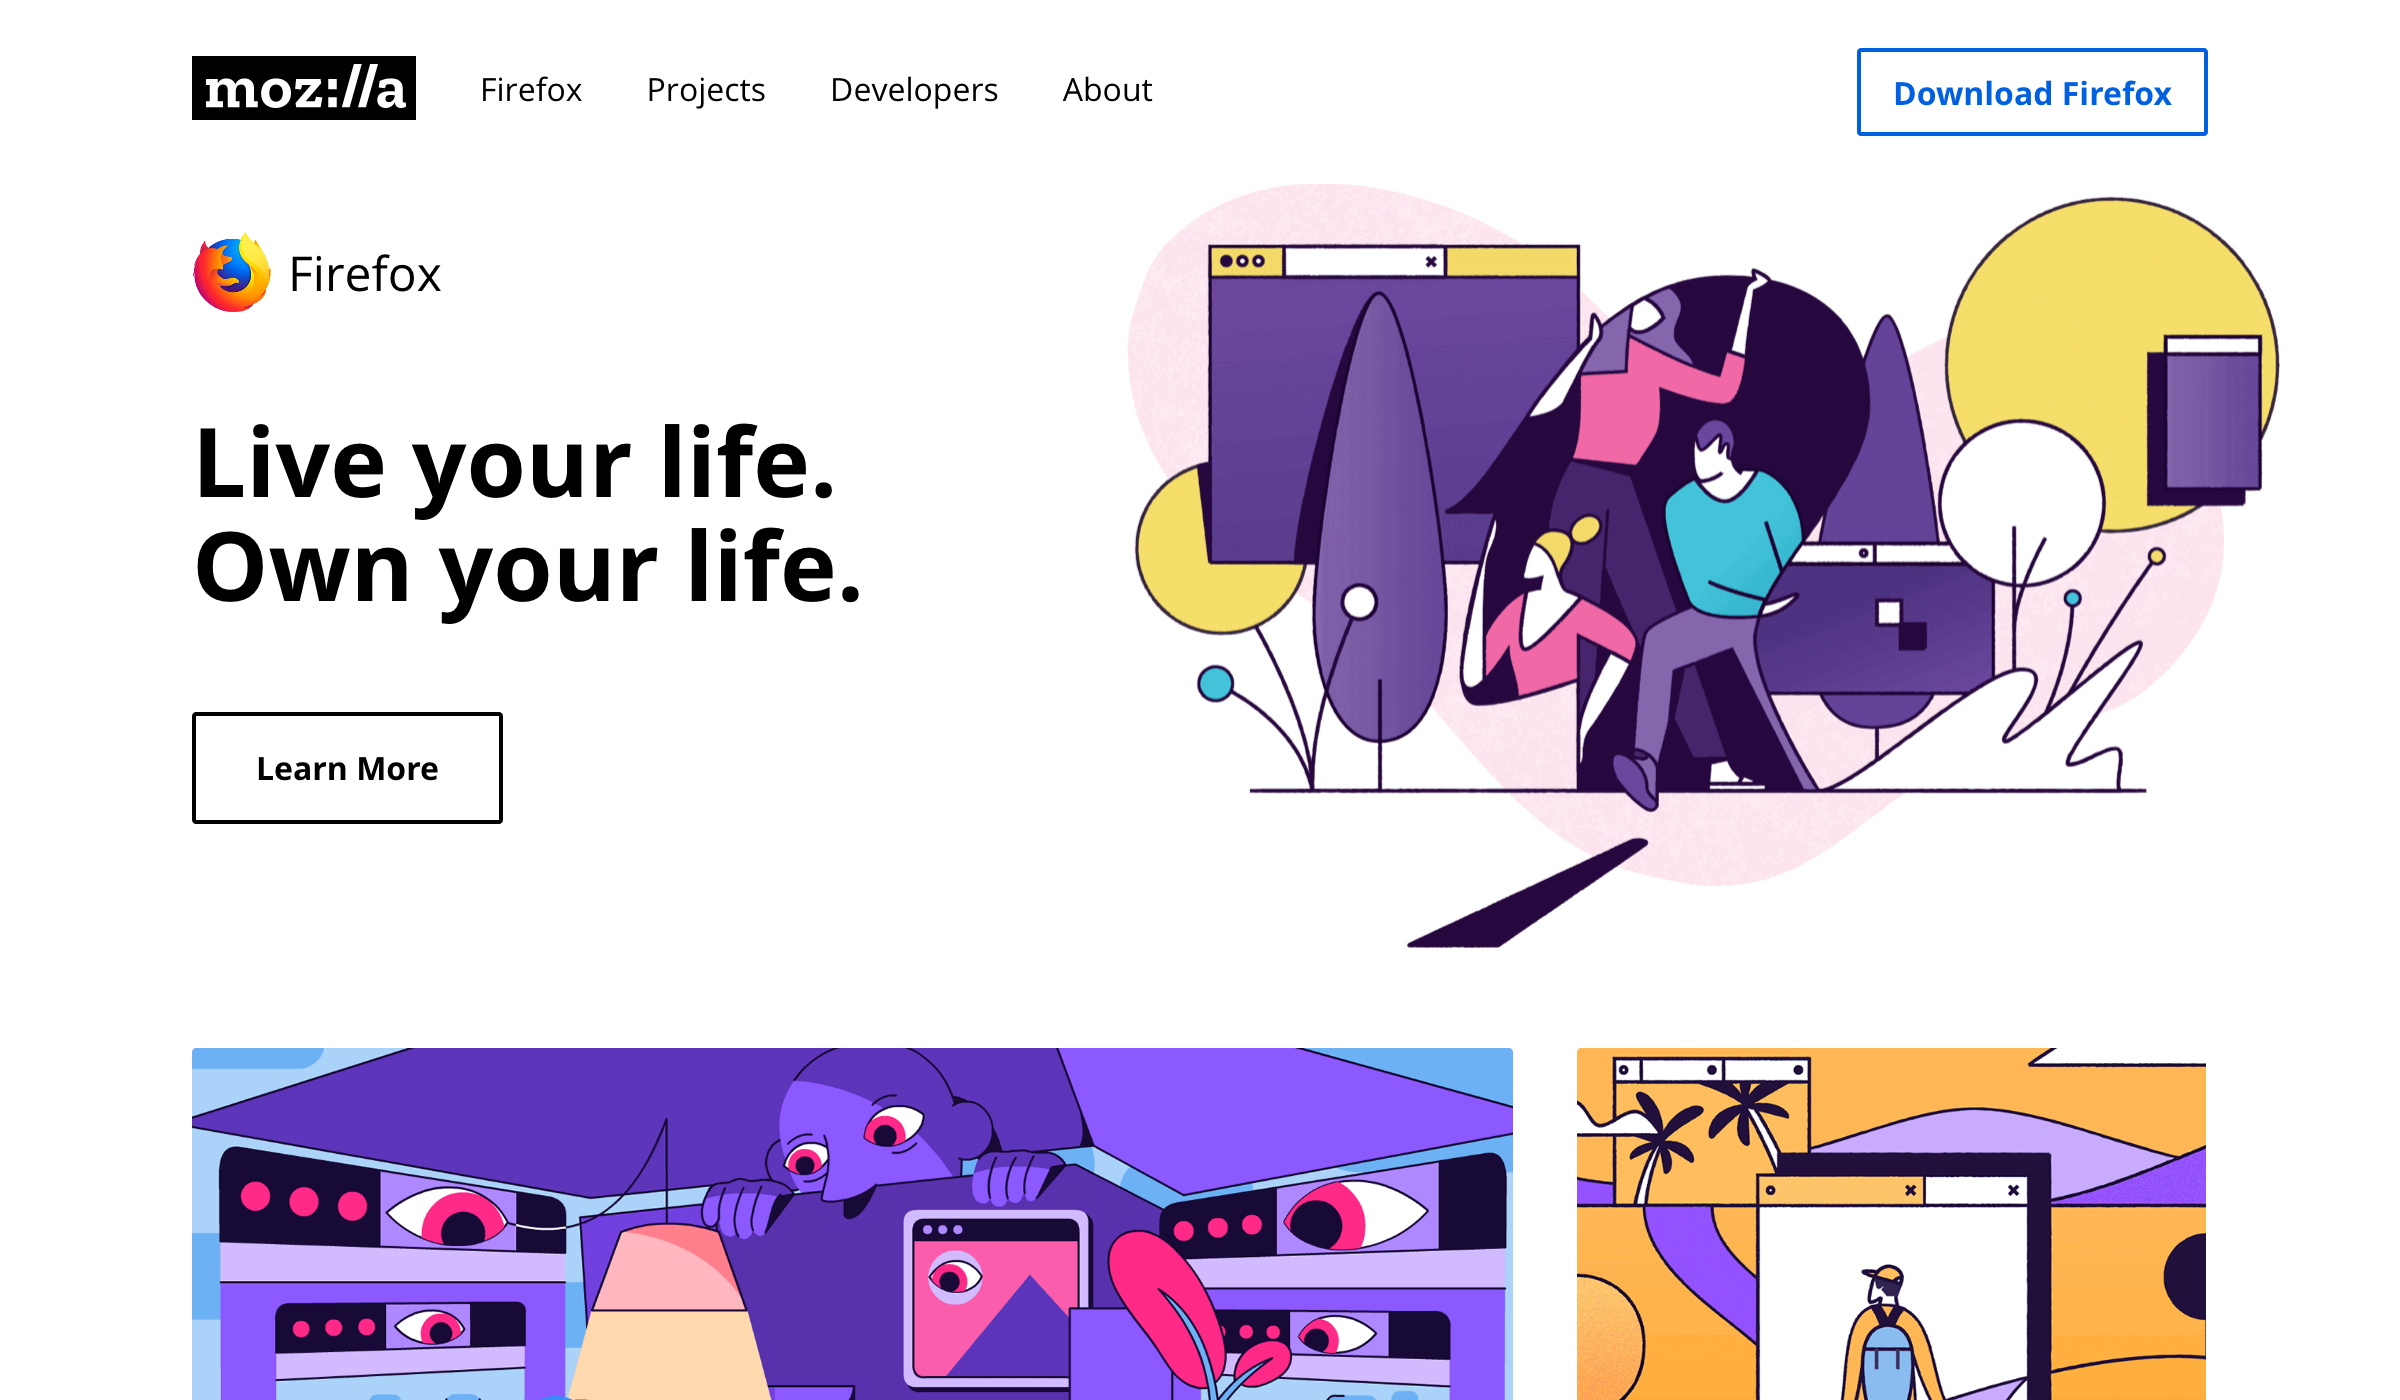 moz://a
Firefox
Projects
Developers
About
Download Firefox
Firefox
Live your life.
Own your life.
Learn More